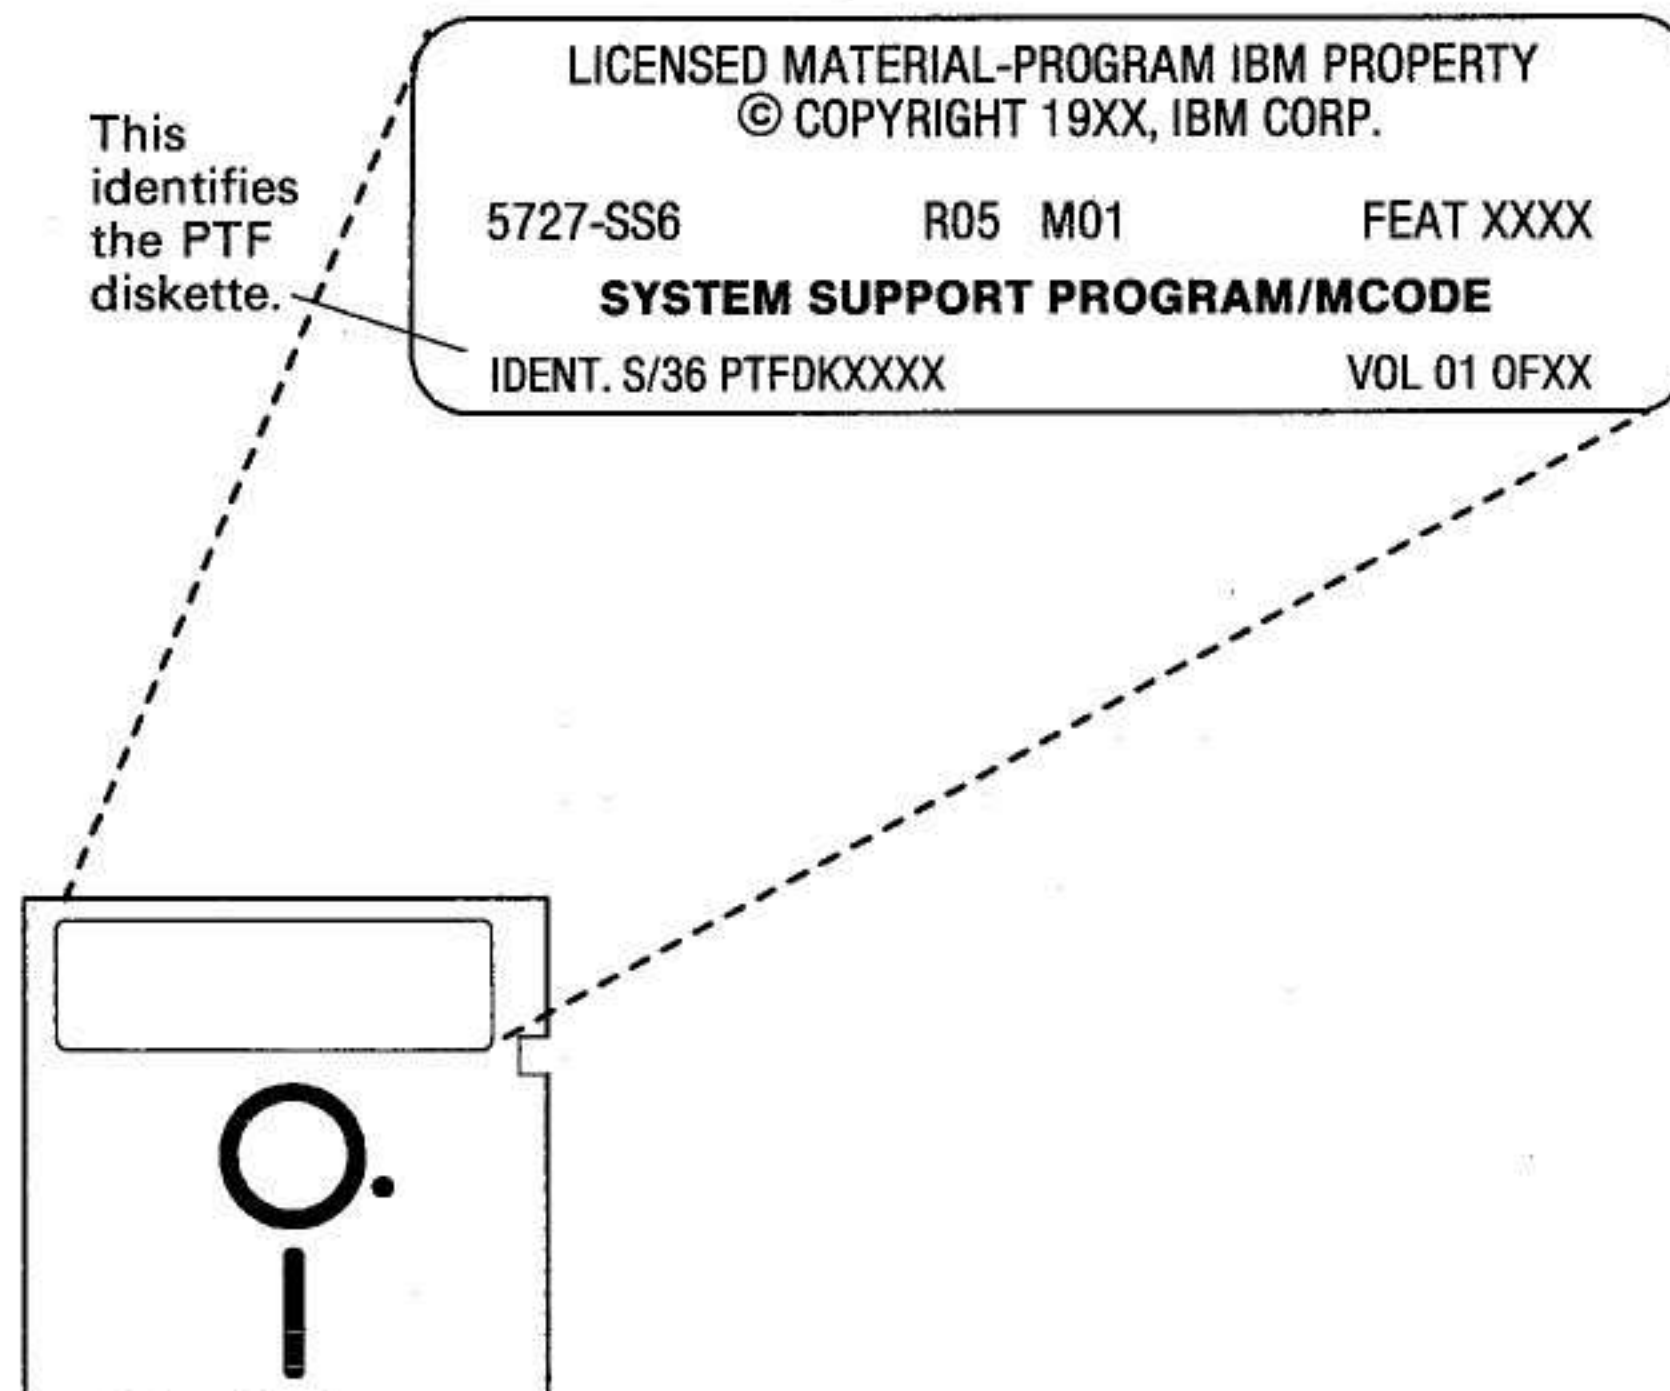 LICENSED MATERIAL-PROGRAM IBM PROPERTY
© COPYRIGHT 19XX, IBM CORP.
This
identifies
the PTF
diskette.
5727-SS6 R05 M01 FEAT XXXX
SYSTEM SUPPORT PROGRAM/MCODE
IDENT. S/36 PTFDKXXXX VOL 01 OFXX